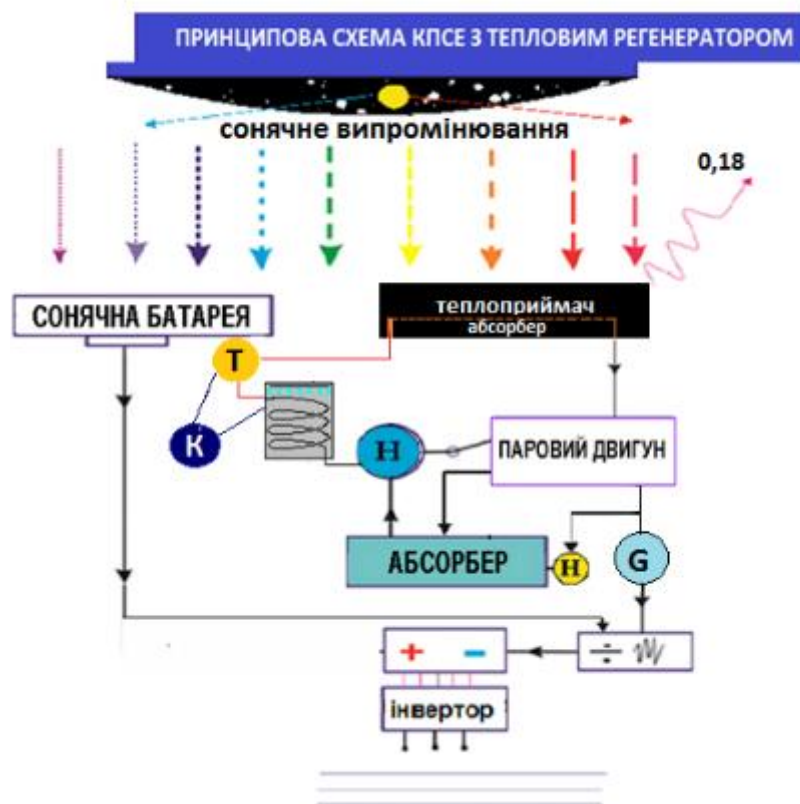 ПРИНЦИПОВА СХЕМА КПСЕ З ТЕПЛОВИМ РЕГЕНЕРАТОРОМ
сонячне випромінювання
0,18
СОНЯЧНА БАТАРЕЯ
теплоприймач
абсорбер
Т
К
Н
ПАРОВИЙ ДВИГУН
АБСОРБЕР
Н
G
+ −
÷
інвертор